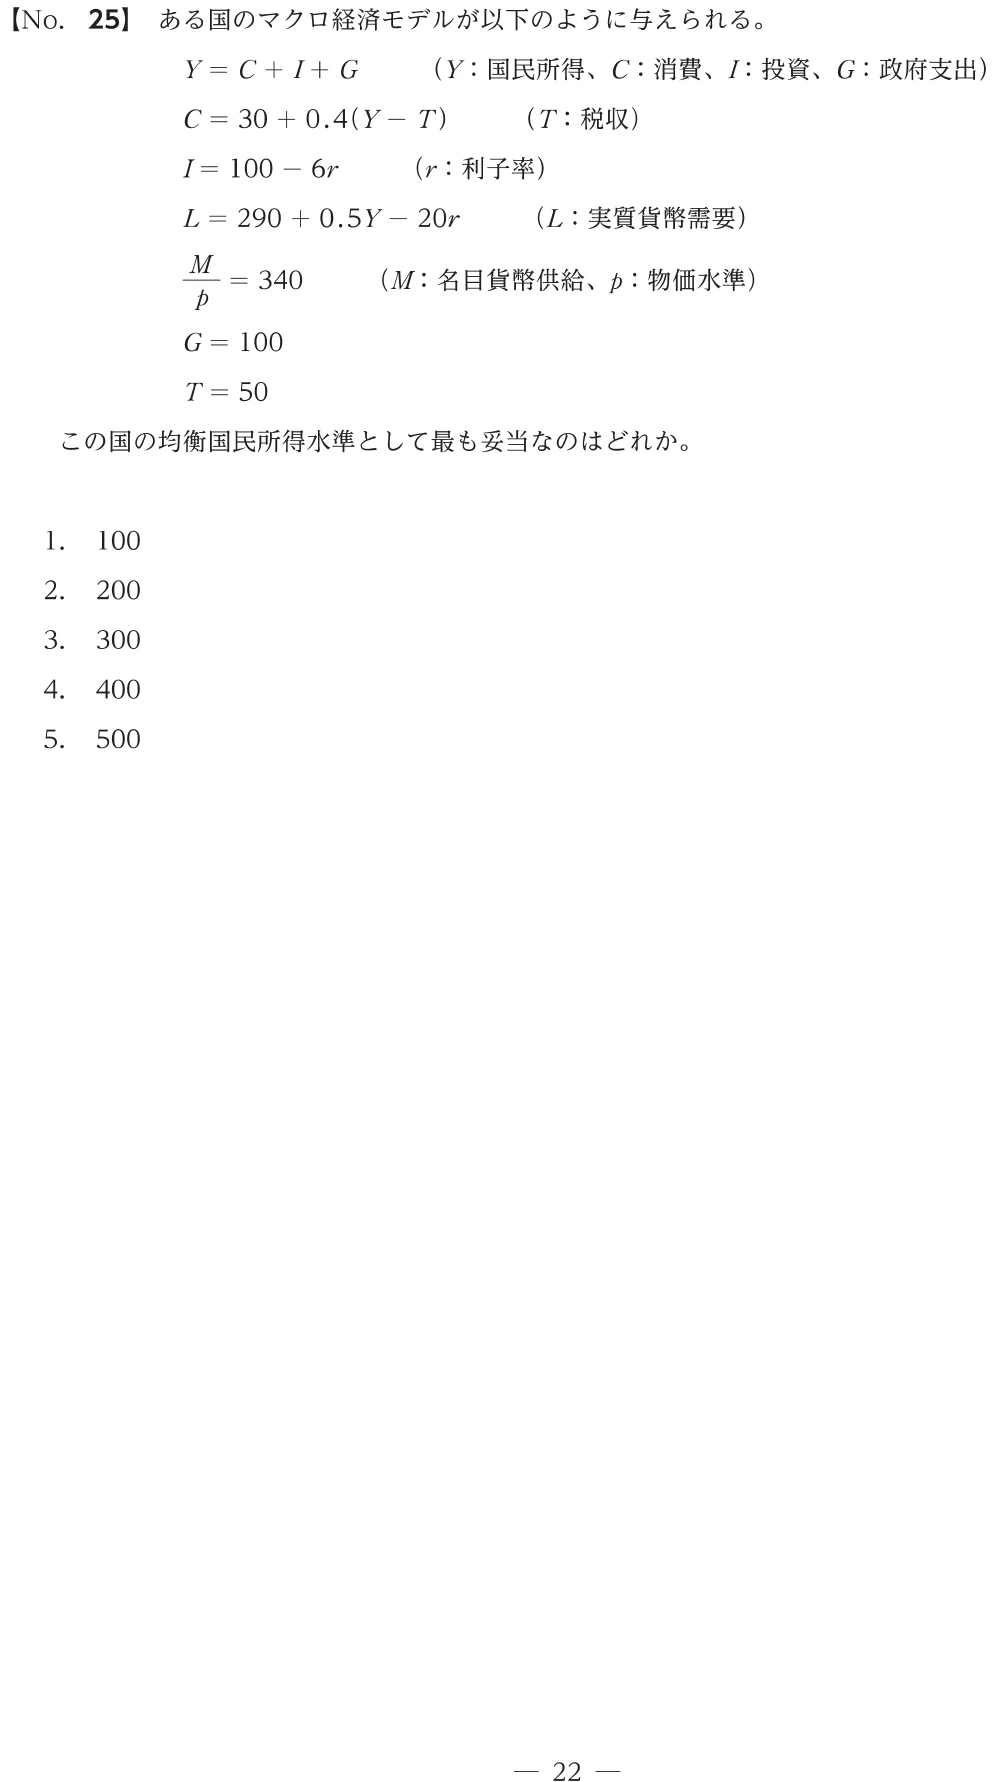 【No. 25】 ある国のマクロ経済モデルが以下のように与えられる。
Y = C + I + G （Y：国民所得、C：消費、I：投資、G：政府支出）
C = 30 + 0.4(Y − T) （T：税収）
I = 100 − 6r （r：利子率）
L = 290 + 0.5Y − 20r （L：実質貨幣需要）
M/p = 340 （M：名目貨幣供給、p：物価水準）
G = 100
T = 50
この国の均衡国民所得水準として最も妥当なのはどれか。
1. 100
2. 200
3. 300
4. 400
5. 500
— 22 —